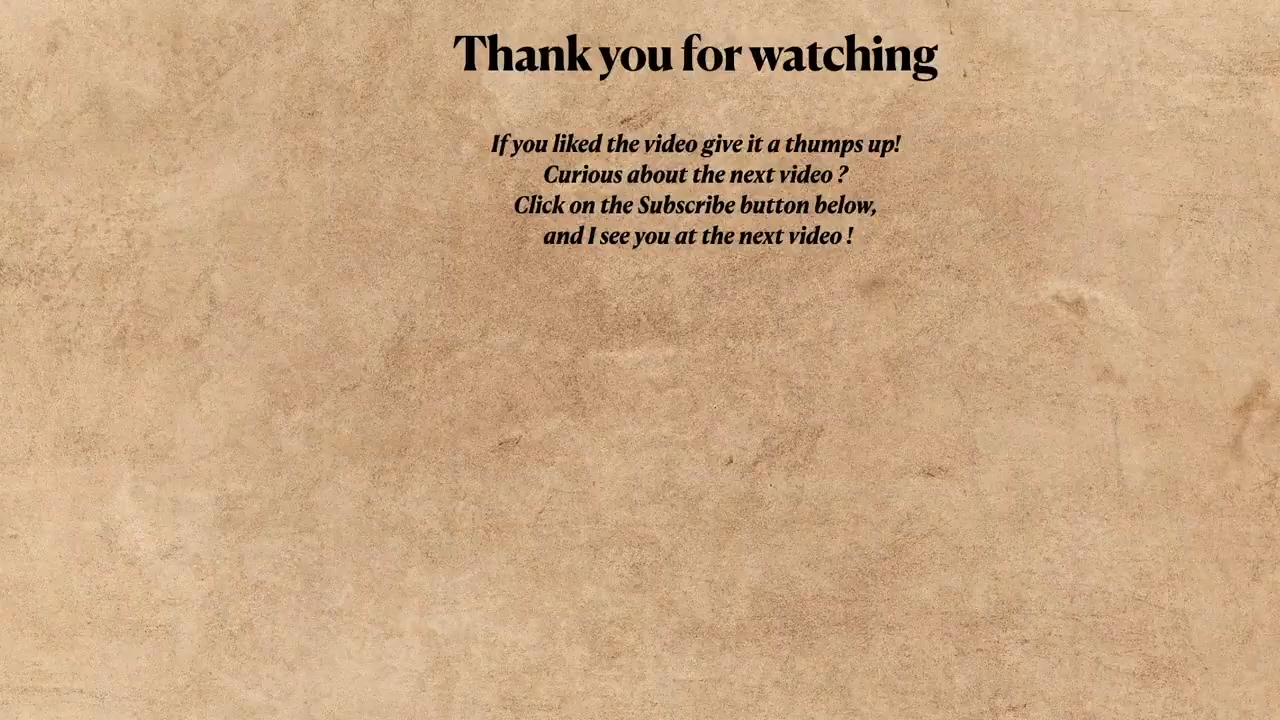 Thank you for watching
If you liked the video give it a thumps up!
Curious about the next video ?
Click on the Subscribe button below,
and I see you at the next video !